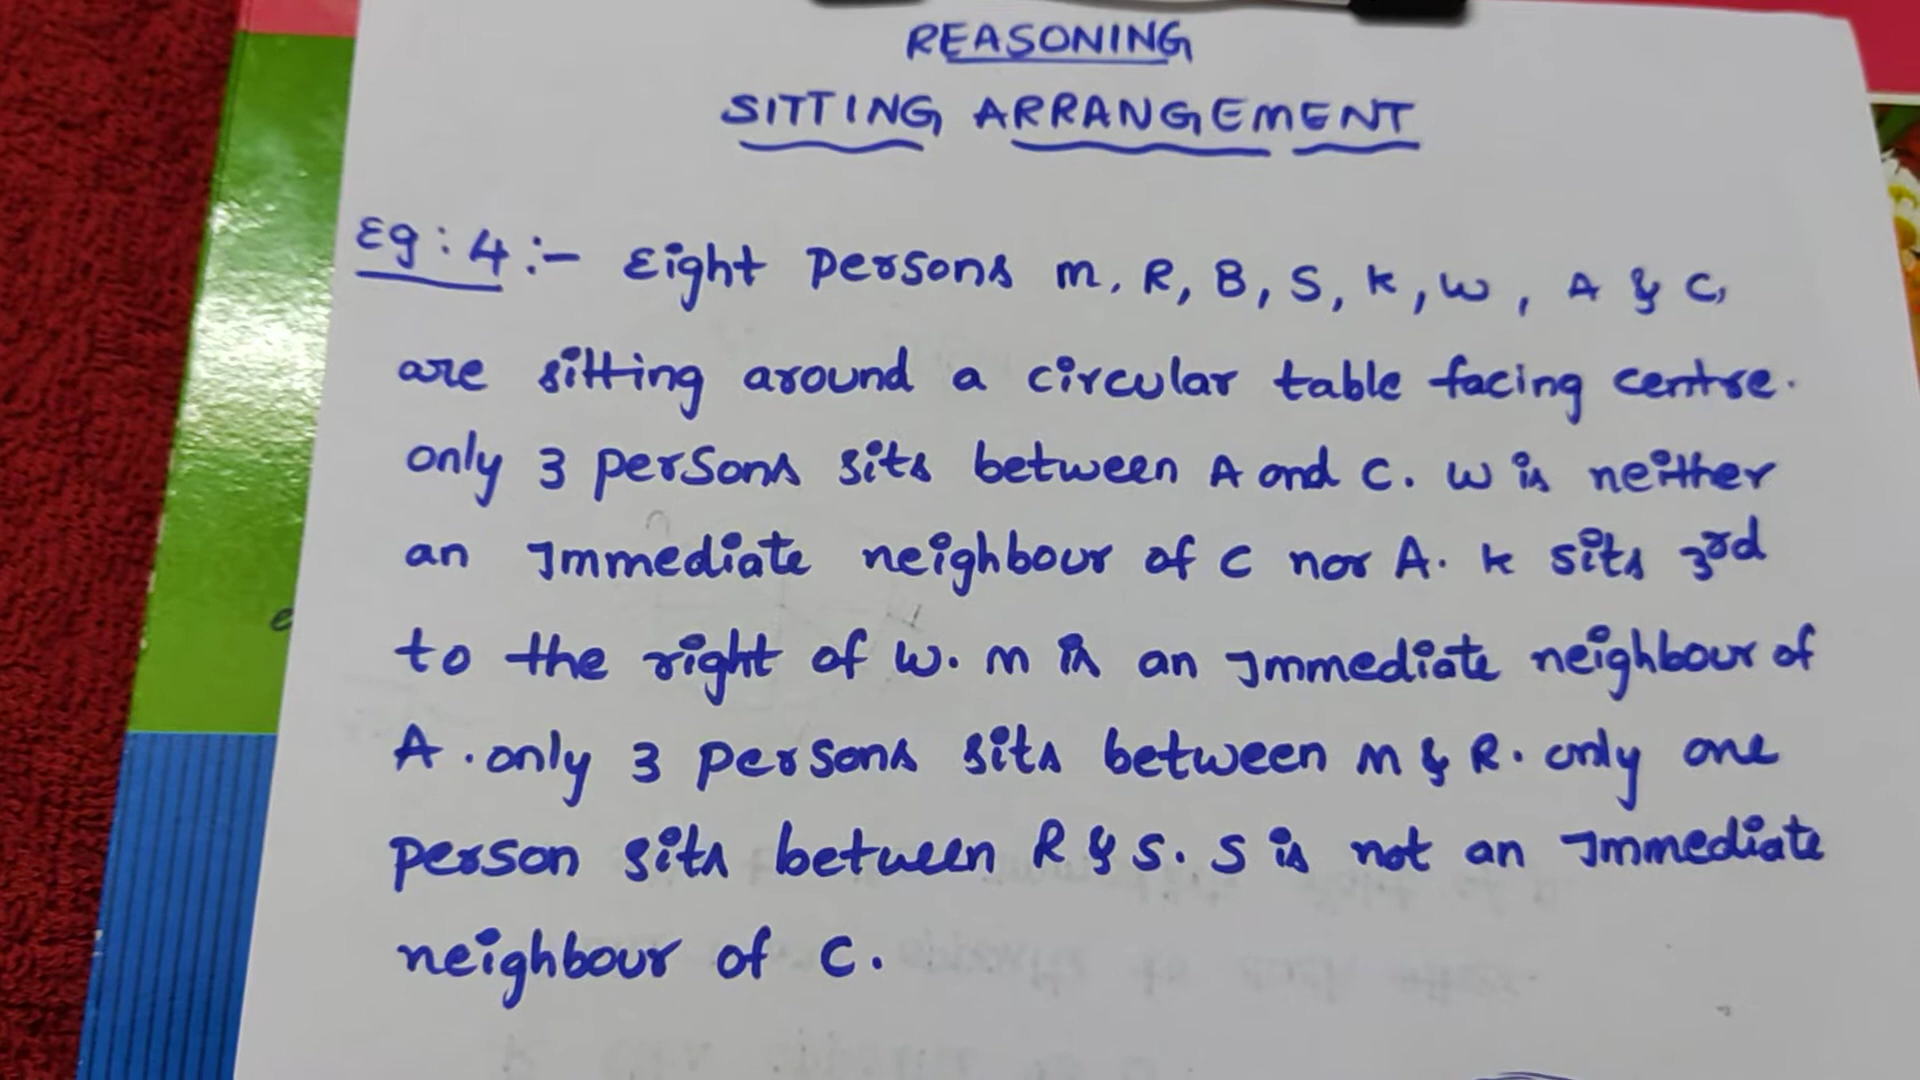 REASONING
SITTING ARRANGEMENT
Eg: 4 :- Eight Persons M, R, B, S, K, W, A & C,
are sitting around a circular table facing centre.
only 3 persons sits between A and C. W is neither
an Immediate neighbour of C nor A. K sits 3rd
to the right of W. M is an Immediate neighbour of
A. only 3 persons sits between M & R. only one
person sits between R & S. S is not an Immediate
neighbour of C.